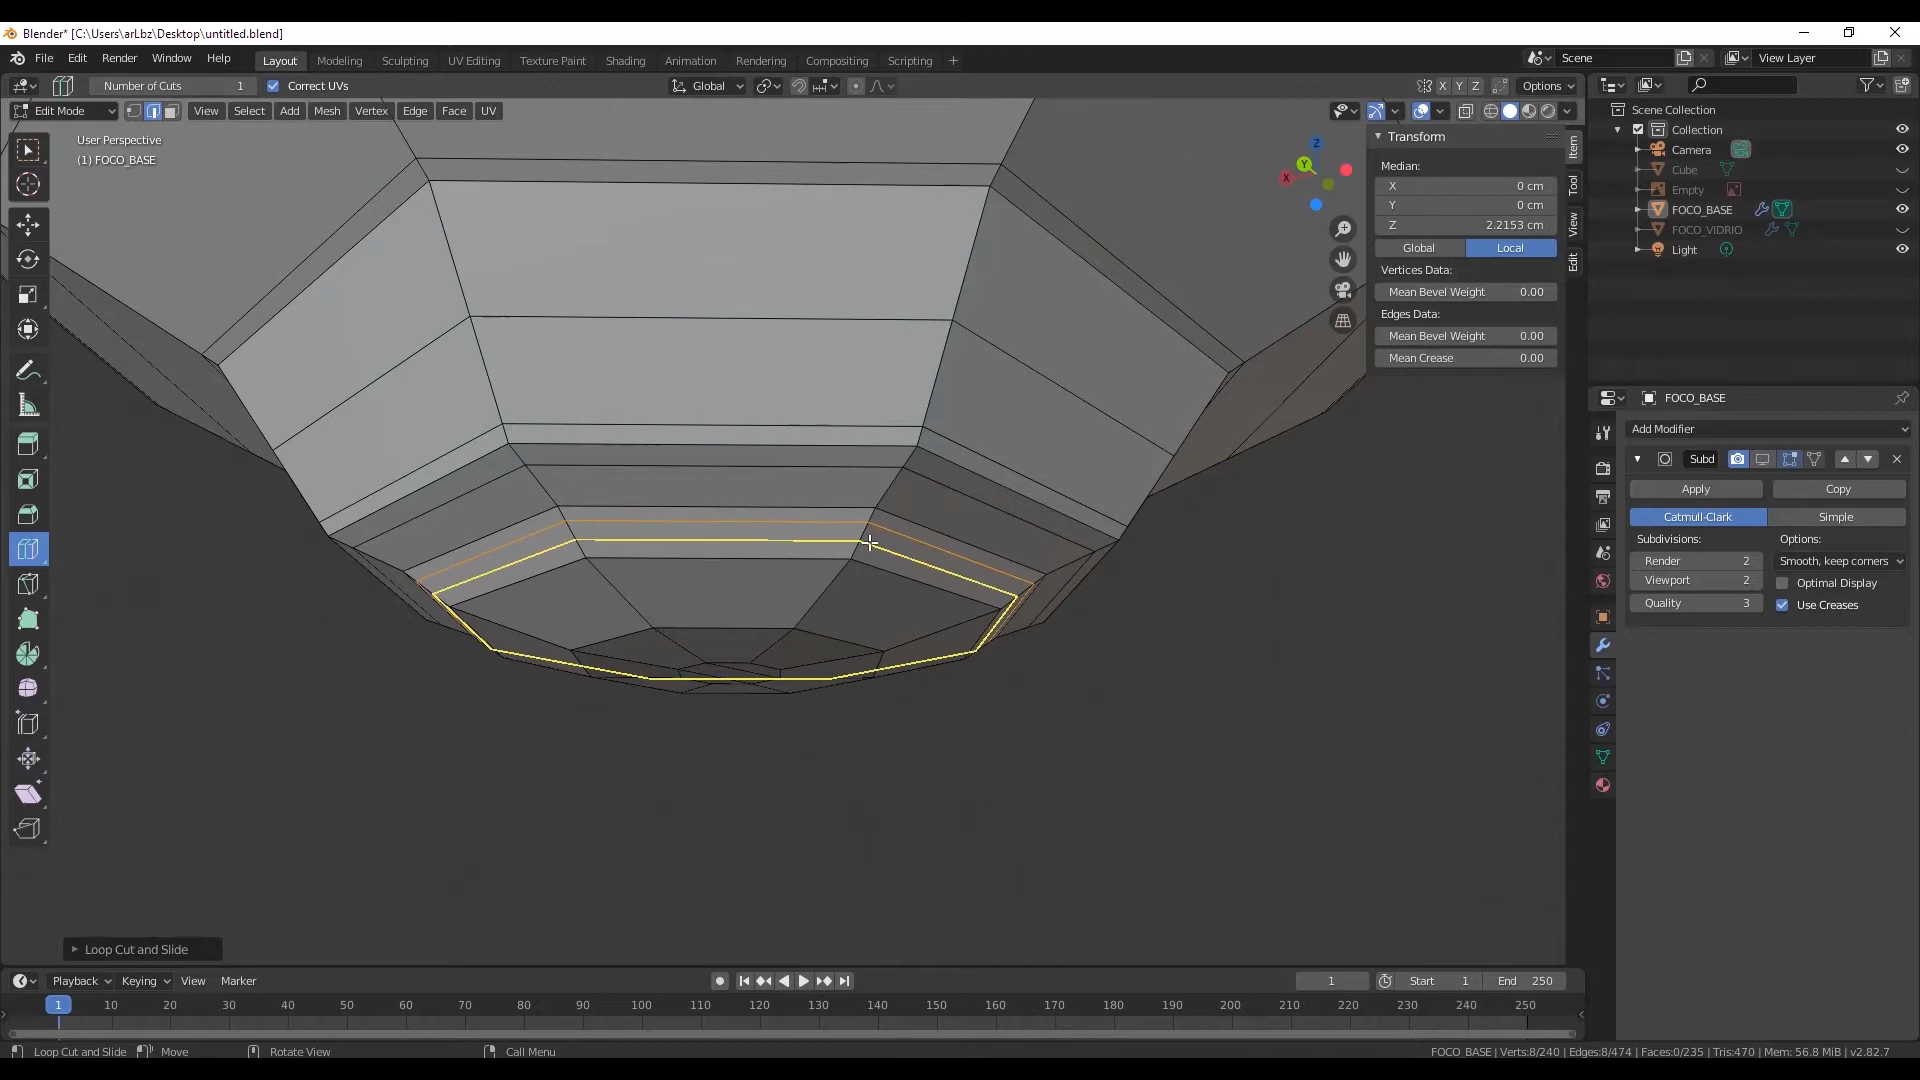 Blender* [C:\Users\arLbz\Desktop\untitled.blend]
File Edit Render Window Help Layout Modeling Sculpting UV Editing Texture Paint Shading Animation Rendering Compositing Scripting + Scene View Layer
Number of Cuts 1 Correct UVs Global X Y Z Options
Edit Mode View Select Add Mesh Vertex Edge Face UV
User Perspective
(1) FOCO_BASE
Z
Y
X
Transform
Median:
X 0 cm
Y 0 cm
Z 2.2153 cm
Global Local
Vertices Data:
Mean Bevel Weight 0.00
Edges Data:
Mean Bevel Weight 0.00
Mean Crease 0.00
Item
Tool
View
Edit
Scene Collection
Collection
Camera
Cube
Empty
FOCO_BASE
FOCO_VIDRIO
Light
FOCO_BASE
Add Modifier
Subd
Apply Copy
Catmull-Clark Simple
Subdivisions: Options:
Render 2 Smooth, keep corners
Viewport 2 Optimal Display
Quality 3 Use Creases
Loop Cut and Slide
Playback Keying View Marker 1 Start 1 End 250
1 10 20 30 40 50 60 70 80 90 100 110 120 130 140 150 160 170 180 190 200 210 220 230 240 250
Loop Cut and Slide Move Rotate View Call Menu FOCO_BASE | Verts:8/240 | Edges:8/474 | Faces:0/235 | Tris:470 | Mem: 56.8 MiB | v2.82.7